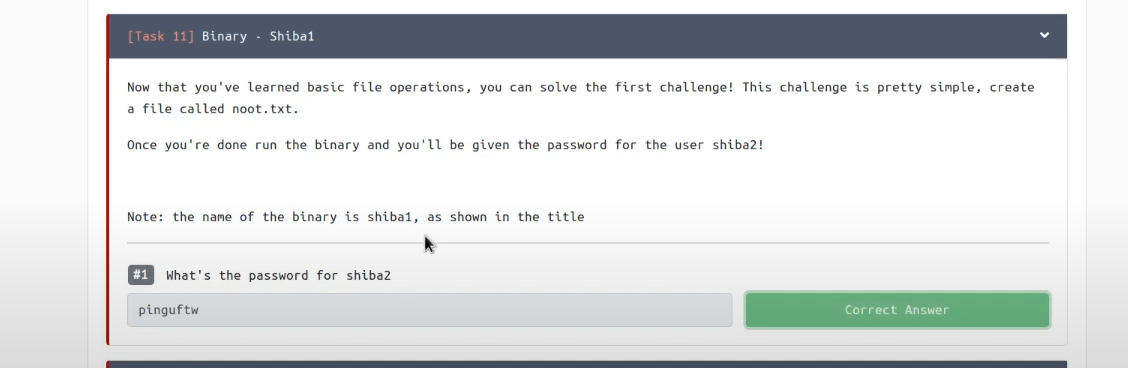 [Task 11] Binary - Shiba1
Now that you've learned basic file operations, you can solve the first challenge! This challenge is pretty simple, create
a file called noot.txt.
Once you're done run the binary and you'll be given the password for the user shiba2!
Note: the name of the binary is shiba1, as shown in the title
#1 What's the password for shiba2
pinguftw
Correct Answer